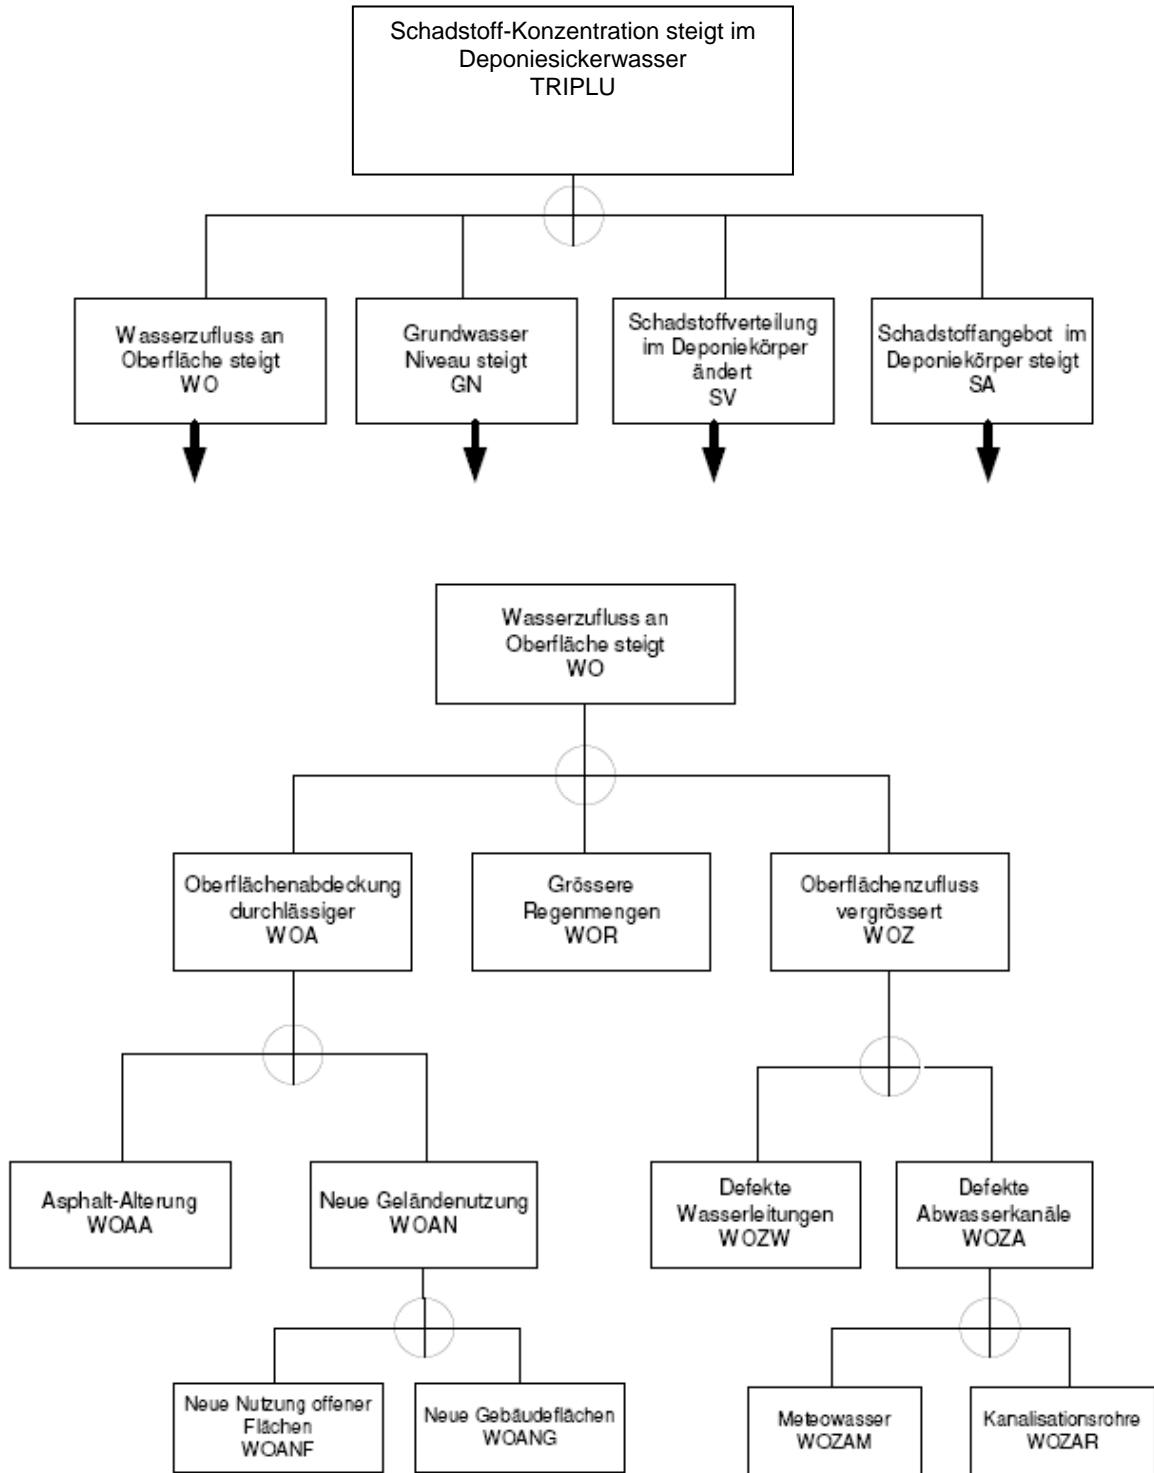 Schadstoff-Konzentration steigt im
Deponiesickerwasser
TRIPLU
Wasserzufluss an
Oberfläche steigt
WO
Grundwasser
Niveau steigt
GN
Schadstoffverteilung
im Deponiekörper
ändert
SV
Schadstoffangebot im
Deponiekörper steigt
SA
Wasserzufluss an
Oberfläche steigt
WO
Oberflächenabdeckung
durchlässiger
WOA
Grössere
Regenmengen
WOR
Oberflächenzufluss
vergrössert
WOZ
Asphalt-Alterung
WOAA
Neue Geländenutzung
WOAN
Defekte
Wasserleitungen
WOZW
Defekte
Abwasserkanäle
WOZA
Neue Nutzung offener
Flächen
WOANF
Neue Gebäudeflächen
WOANG
Meteowasser
WOZAM
Kanalisationsrohre
WOZAR